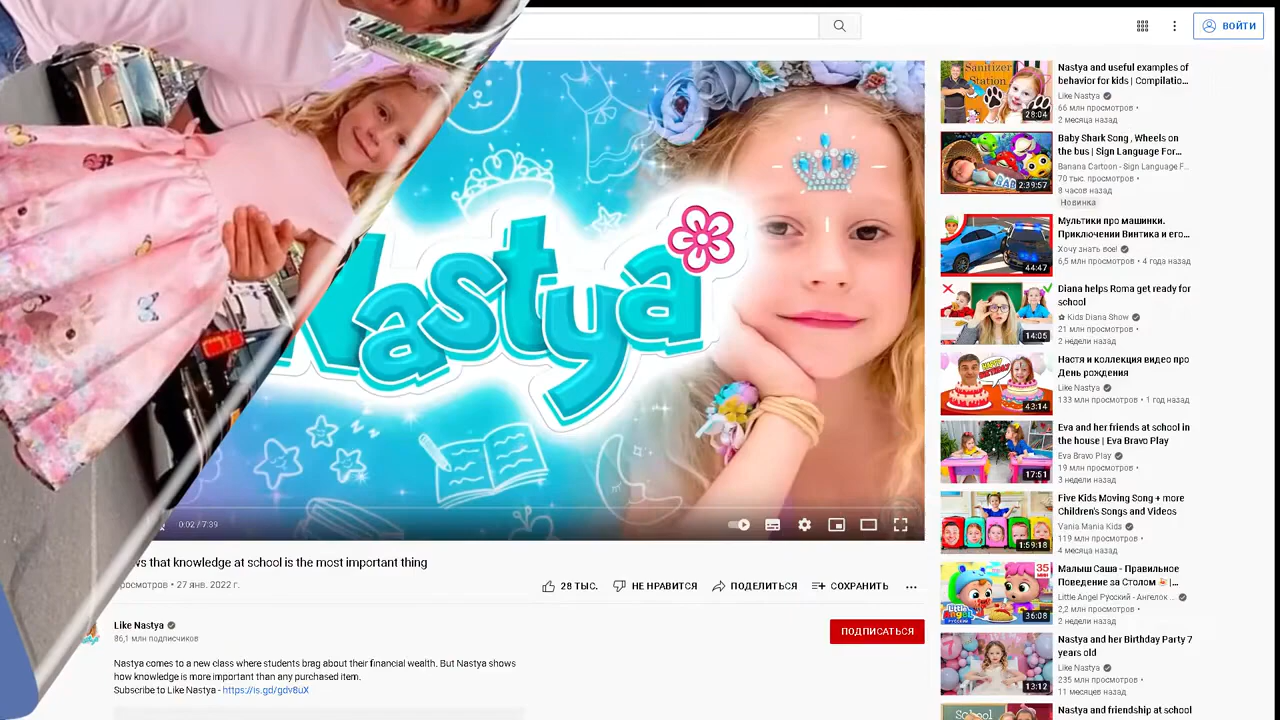 ВОЙТИ
Nastya
0:02 / 7:39
that knowledge at school is the most important thing
27 янв. 2022 г.
28 ТЫС.
НЕ НРАВИТСЯ
ПОДЕЛИТЬСЯ
СОХРАНИТЬ
Like Nastya
86,1 млн подписчиков
ПОДПИСАТЬСЯ
Nastya comes to a new class where students brag about their financial wealth. But Nastya shows
how knowledge is more important than any purchased item.
Subscribe to Like Nastya - https://is.gd/gdv8uX
Sanitizer
Station
28:04
Nastya and useful examples of
behavior for kids | Compilatio...
Like Nastya
66 млн просмотров •
2 месяца назад
2:39:57
Baby Shark Song , Wheels on
the bus | Sign Language For...
Banana Cartoon - Sign Language F...
70 тыс. просмотров •
8 часов назад
Новинка
44:47
Мультики про машинки.
Приключении Винтика и его...
Хочу знать все!
6,5 млн просмотров • 4 года назад
14:05
Diana helps Roma get ready for
school
Kids Diana Show
21 млн просмотров •
2 недели назад
43:14
Настя и коллекция видео про
День рождения
Like Nastya
133 млн просмотров • 1 год назад
17:51
Eva and her friends at school in
the house | Eva Bravo Play
Eva Bravo Play
19 млн просмотров •
3 недели назад
1:59:18
Five Kids Moving Song + more
Children's Songs and Videos
Vania Mania Kids
119 млн просмотров •
4 месяца назад
35
Little
Angel
РУССКИЙ
36:08
Малыш Саша - Правильное
Поведение за Столом |...
Little Angel Русский - Ангелок ...
2,2 млн просмотров •
2 недели назад
13:12
Nastya and her Birthday Party 7
years old
Like Nastya
235 млн просмотров •
11 месяцев назад
School
Nastya and friendship at school